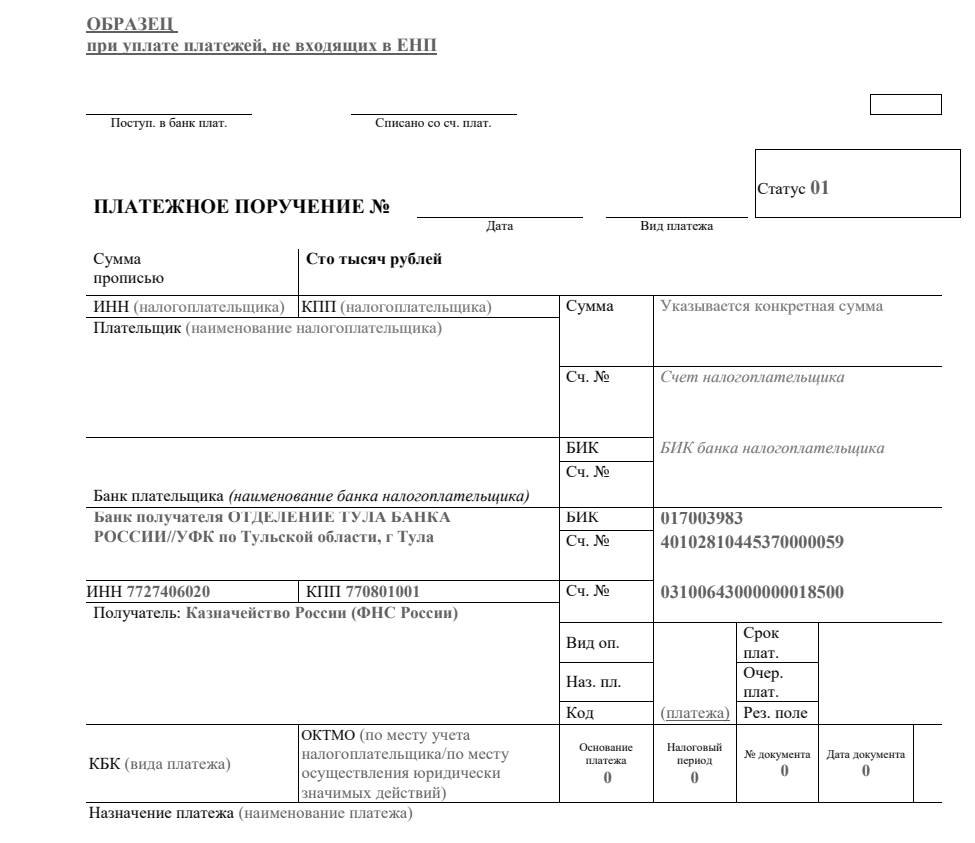 ОБРАЗЕЦ
при уплате платежей, не входящих в ЕНП
Поступ. в банк плат.
Списано со сч. плат.
Статус 01
ПЛАТЕЖНОЕ ПОРУЧЕНИЕ №
Дата
Вид платежа
Сумма
прописью
Сто тысяч рублей
ИНН (налогоплательщика)
КПП (налогоплательщика)
Сумма
Указывается конкретная сумма
Плательщик (наименование налогоплательщика)
Сч. №
Счет налогоплательщика
БИК
БИК банка налогоплательщика
Сч. №
Банк плательщика (наименование банка налогоплательщика)
Банк получателя ОТДЕЛЕНИЕ ТУЛА БАНКА
РОССИИ//УФК по Тульской области, г Тула
БИК
017003983
Сч. №
40102810445370000059
ИНН 7727406020
КПП 770801001
Сч. №
03100643000000018500
Получатель: Казначейство России (ФНС России)
Вид оп.
Срок
плат.
Наз. пл.
Очер.
плат.
Код
(платежа)
Рез. поле
КБК (вида платежа)
ОКТМО (по месту учета
налогоплательщика/по месту
осуществления юридически
значимых действий)
Основание
платежа
0
Налоговый
период
0
№ документа
0
Дата документа
0
Назначение платежа (наименование платежа)